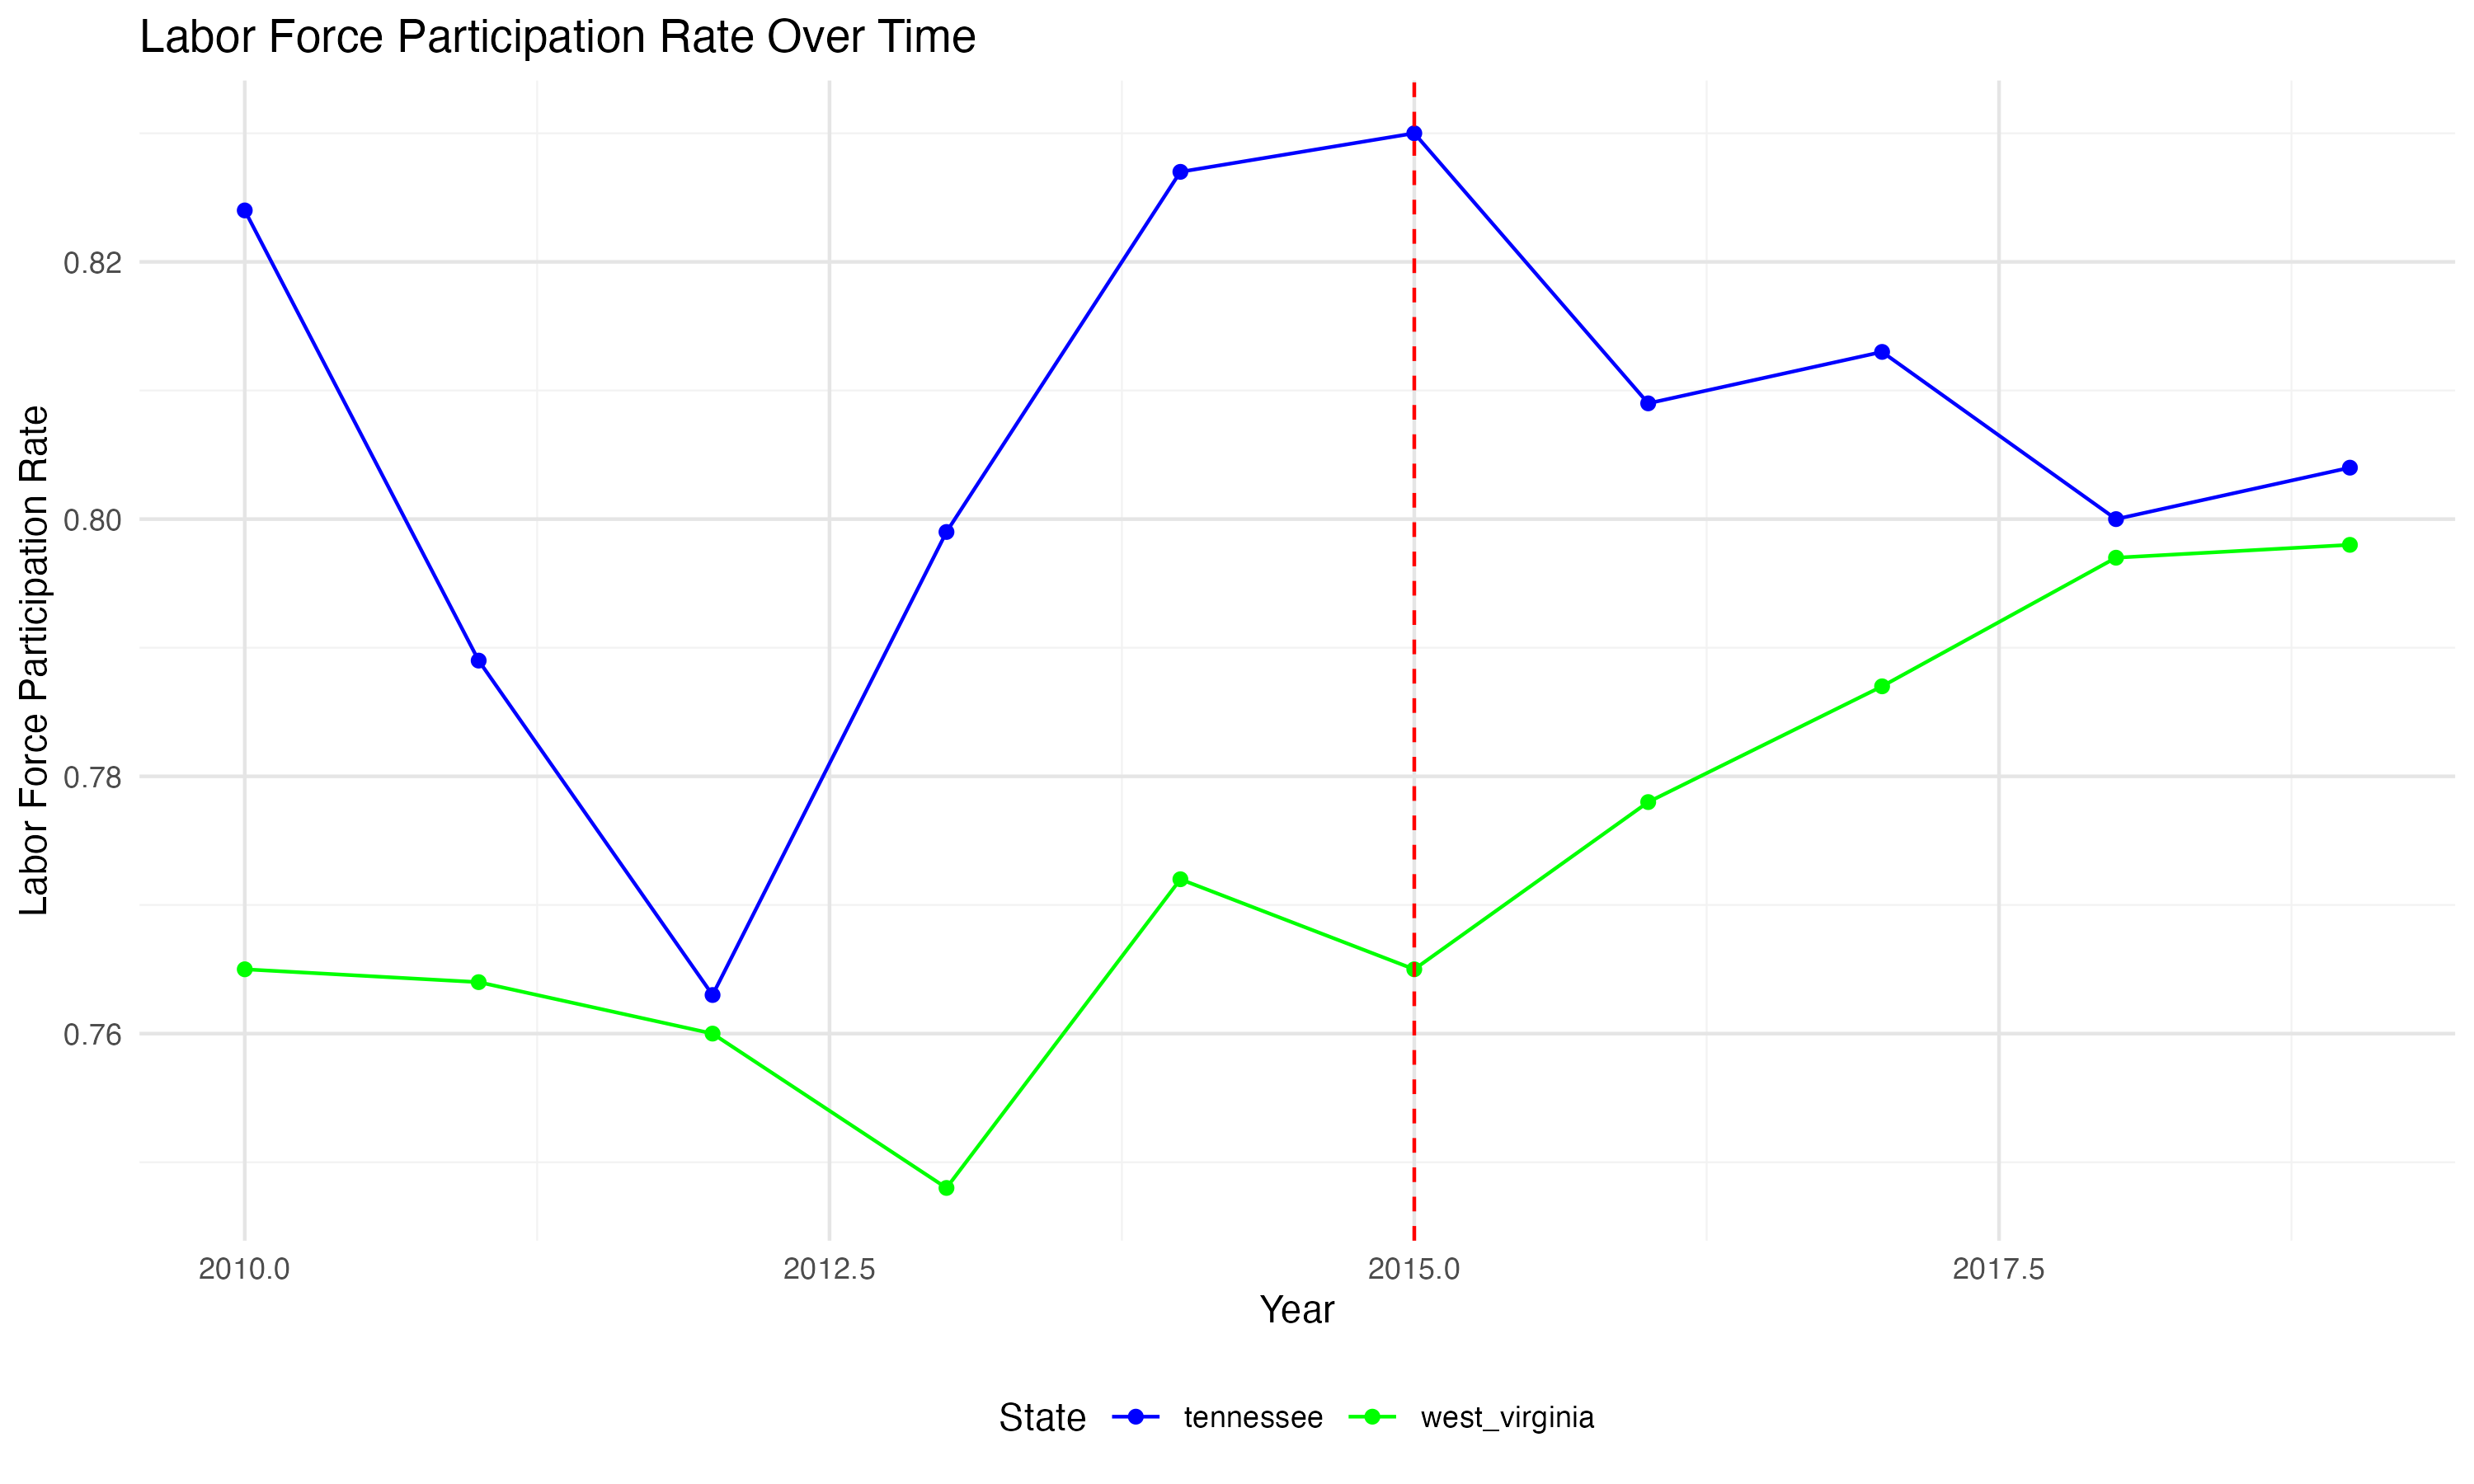 Labor Force Participation Rate Over Time
Labor Force Participation Rate
0.82
0.80
0.78
0.76
2010.0 2012.5 2015.0 2017.5
Year
State tennessee west_virginia